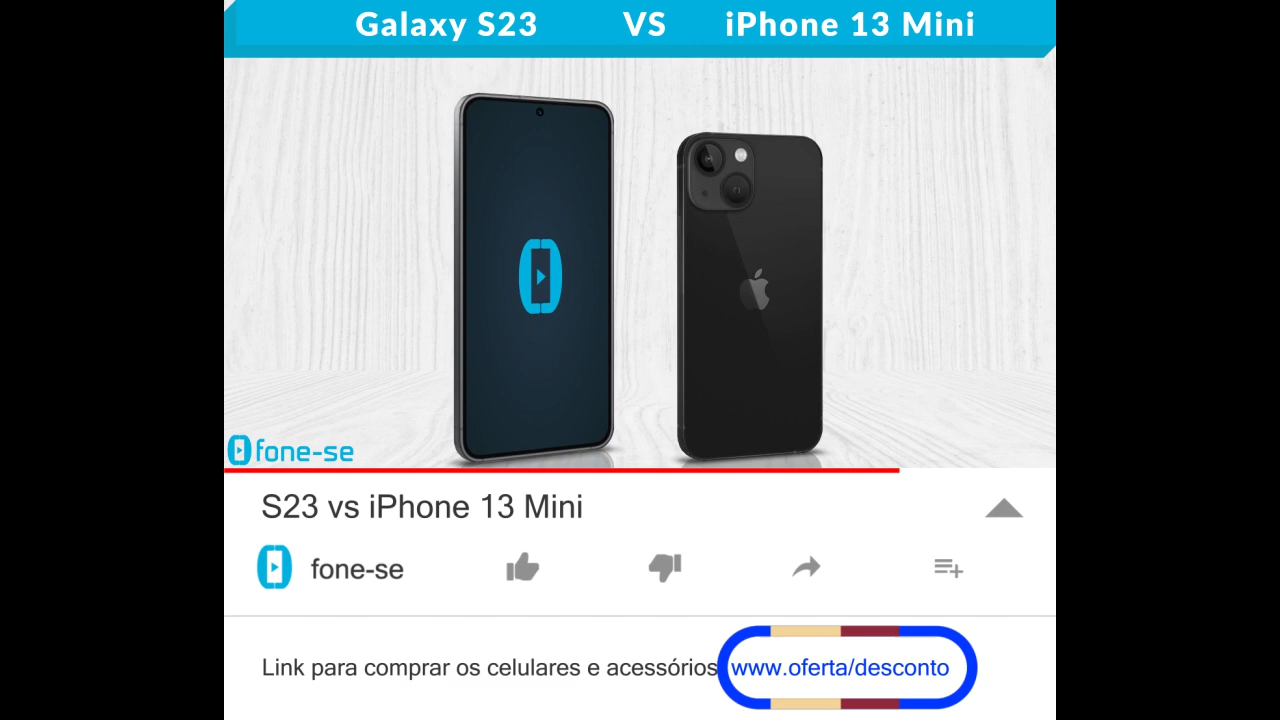 Galaxy S23 VS iPhone 13 Mini
fone-se
S23 vs iPhone 13 Mini
fone-se
Link para comprar os celulares e acessórios www.oferta/desconto